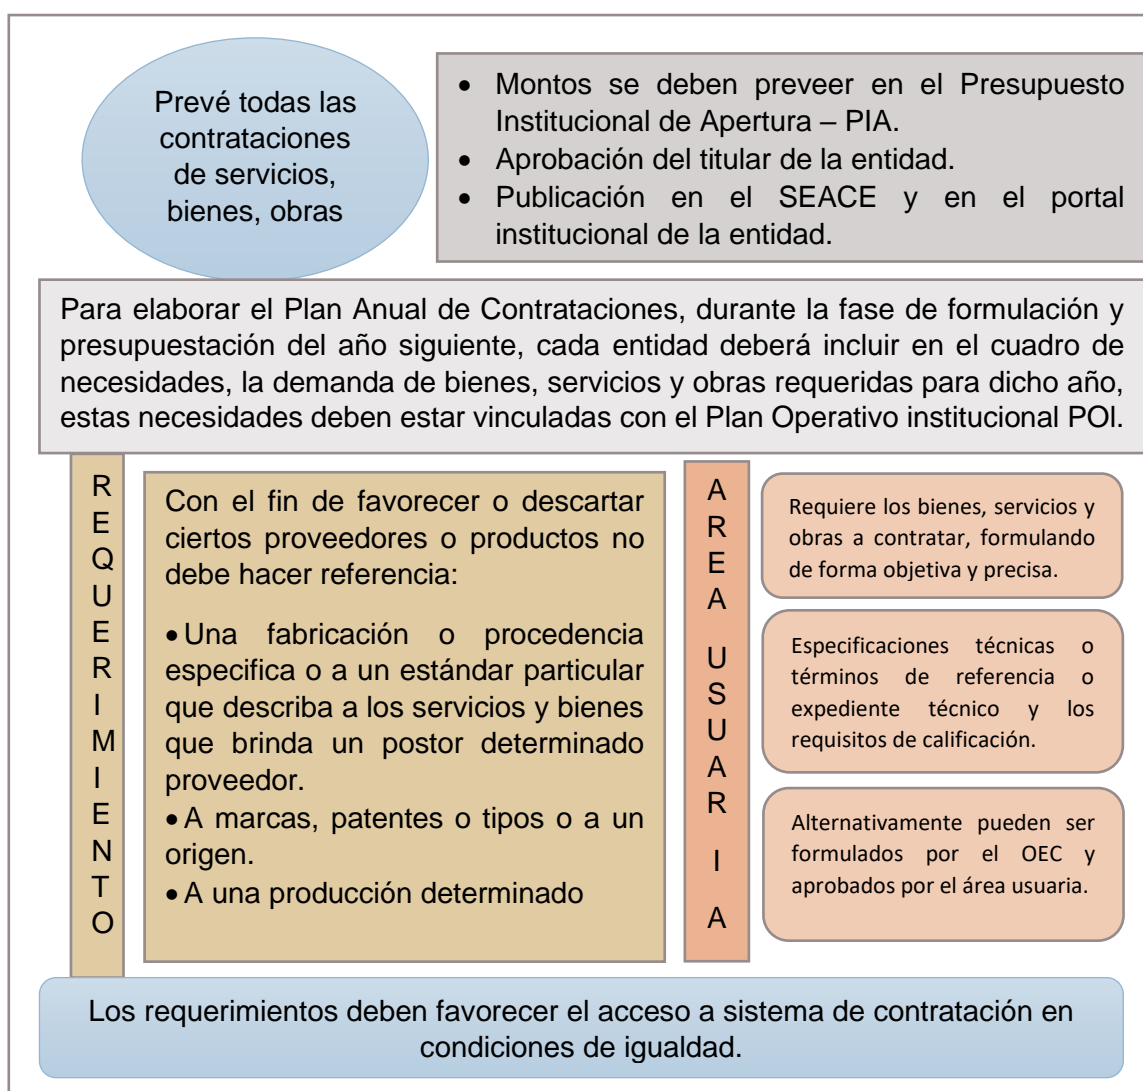 Prevé todas las
contrataciones
de servicios,
bienes, obras
• Montos se deben preveer en el Presupuesto
Institucional de Apertura – PIA.
• Aprobación del titular de la entidad.
• Publicación en el SEACE y en el portal
institucional de la entidad.
Para elaborar el Plan Anual de Contrataciones, durante la fase de formulación y
presupuestación del año siguiente, cada entidad deberá incluir en el cuadro de
necesidades, la demanda de bienes, servicios y obras requeridas para dicho año,
estas necesidades deben estar vinculadas con el Plan Operativo institucional POI.
REQUERIMIENTO
Con el fin de favorecer o descartar
ciertos proveedores o productos no
debe hacer referencia:
• Una fabricación o procedencia
especifica o a un estándar particular
que describa a los servicios y bienes
que brinda un postor determinado
proveedor.
• A marcas, patentes o tipos o a un
origen.
• A una producción determinado
AREA USUARIA
Requiere los bienes, servicios y
obras a contratar, formulando
de forma objetiva y precisa.
Especificaciones técnicas o
términos de referencia o
expediente técnico y los
requisitos de calificación.
Alternativamente pueden ser
formulados por el OEC y
aprobados por el área usuaria.
Los requerimientos deben favorecer el acceso a sistema de contratación en
condiciones de igualdad.